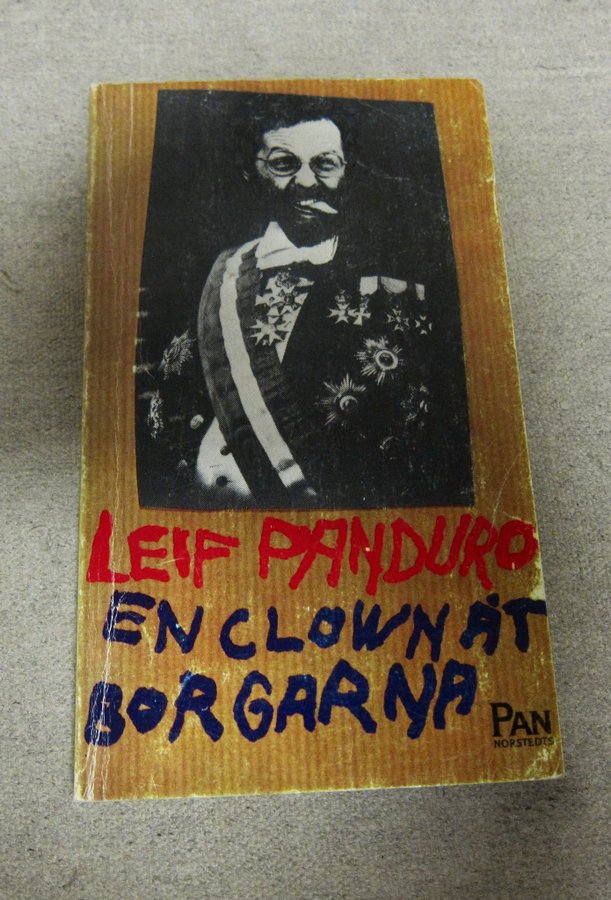 LEIF PANDURO
EN CLOWN ÅT
BORGARNA
PAN
NORSTEDTS